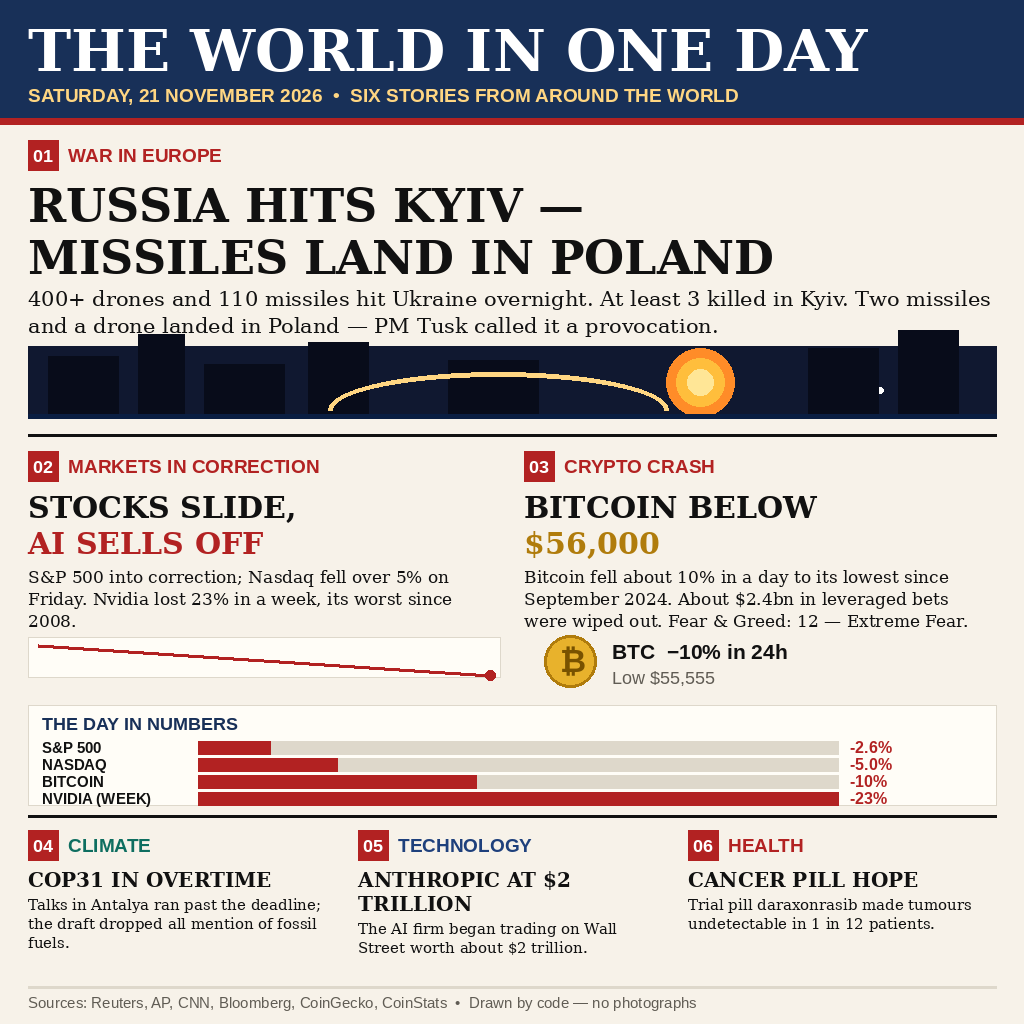 THE WORLD IN ONE DAY
SATURDAY, 21 NOVEMBER 2026 • SIX STORIES FROM AROUND THE WORLD
01 WAR IN EUROPE
RUSSIA HITS KYIV —
MISSILES LAND IN POLAND
400+ drones and 110 missiles hit Ukraine overnight. At least 3 killed in Kyiv. Two missiles
and a drone landed in Poland — PM Tusk called it a provocation.
02 MARKETS IN CORRECTION
STOCKS SLIDE,
AI SELLS OFF
S&P 500 into correction; Nasdaq fell over 5% on
Friday. Nvidia lost 23% in a week, its worst since
2008.
03 CRYPTO CRASH
BITCOIN BELOW
$56,000
Bitcoin fell about 10% in a day to its lowest since
September 2024. About $2.4bn in leveraged bets
were wiped out. Fear & Greed: 12 — Extreme Fear.
₿
BTC −10% in 24h
Low $55,555
THE DAY IN NUMBERS
S&P 500 -2.6%
NASDAQ -5.0%
BITCOIN -10%
NVIDIA (WEEK) -23%
04 CLIMATE
COP31 IN OVERTIME
Talks in Antalya ran past the deadline;
the draft dropped all mention of fossil
fuels.
05 TECHNOLOGY
ANTHROPIC AT $2
TRILLION
The AI firm began trading on Wall
Street worth about $2 trillion.
06 HEALTH
CANCER PILL HOPE
Trial pill daraxonrasib made tumours
undetectable in 1 in 12 patients.
Sources: Reuters, AP, CNN, Bloomberg, CoinGecko, CoinStats • Drawn by code — no photographs